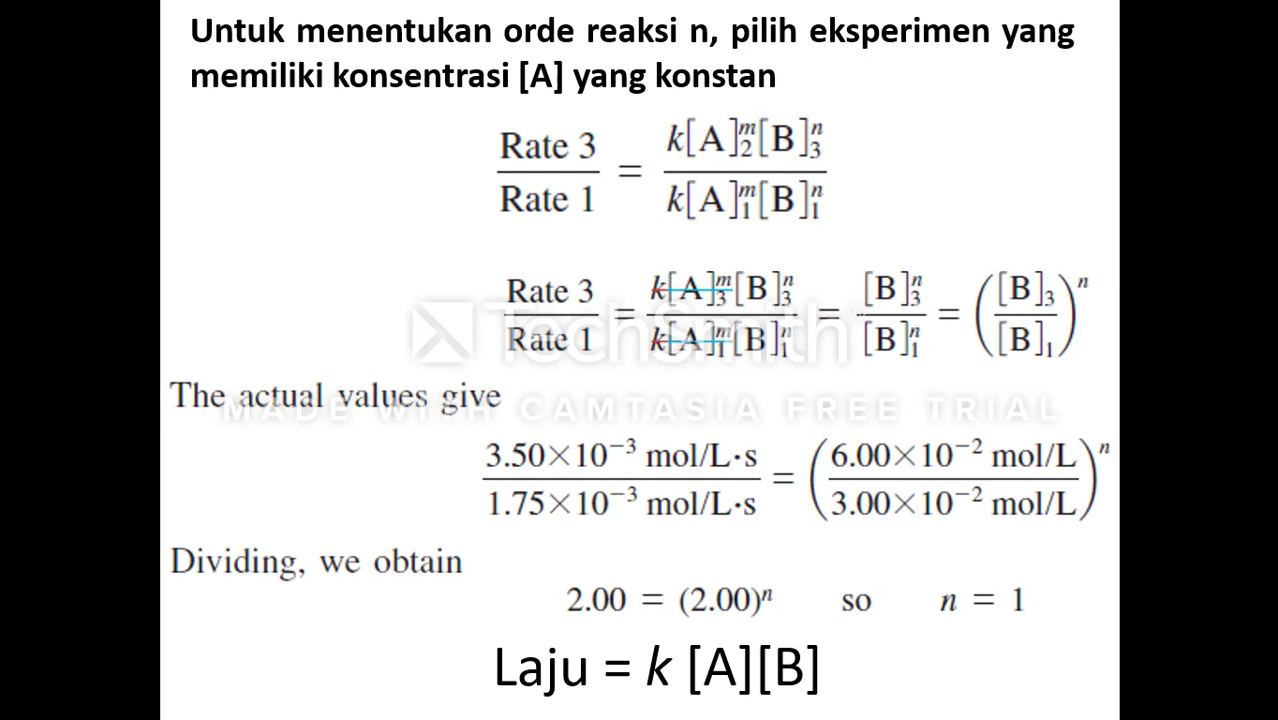 Untuk menentukan orde reaksi n, pilih eksperimen yang
memiliki konsentrasi [A] yang konstan
Rate 3 / Rate 1 = k[A]₂ᵐ[B]₃ⁿ / k[A]₁ᵐ[B]₁ⁿ
Rate 3 / Rate 1 = k[A]₃ᵐ[B]₃ⁿ / k[A]₁ᵐ[B]₁ⁿ = [B]₃ⁿ / [B]₁ⁿ = ([B]₃ / [B]₁)ⁿ
TechSmith
The actual values give
MADE WITH CAMTASIA FREE TRIAL
3.50×10⁻³ mol/L·s / 1.75×10⁻³ mol/L·s = (6.00×10⁻² mol/L / 3.00×10⁻² mol/L)ⁿ
Dividing, we obtain
2.00 = (2.00)ⁿ so n = 1
Laju = k [A][B]